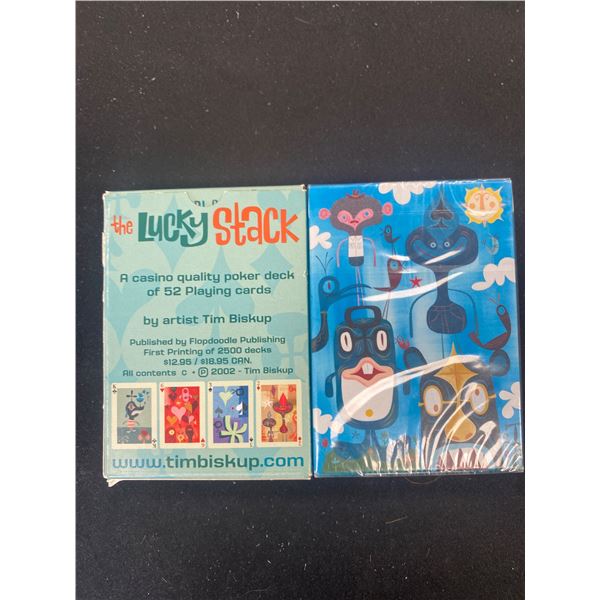 the Lucky Stack
A casino quality poker deck
of 52 Playing cards
by artist Tim Biskup
Published by Flopdoodle Publishing
First Printing of 2500 decks
$12.95 / $18.95 CAN.
All contents c • ℗ 2002 - Tim Biskup
www.timbiskup.com